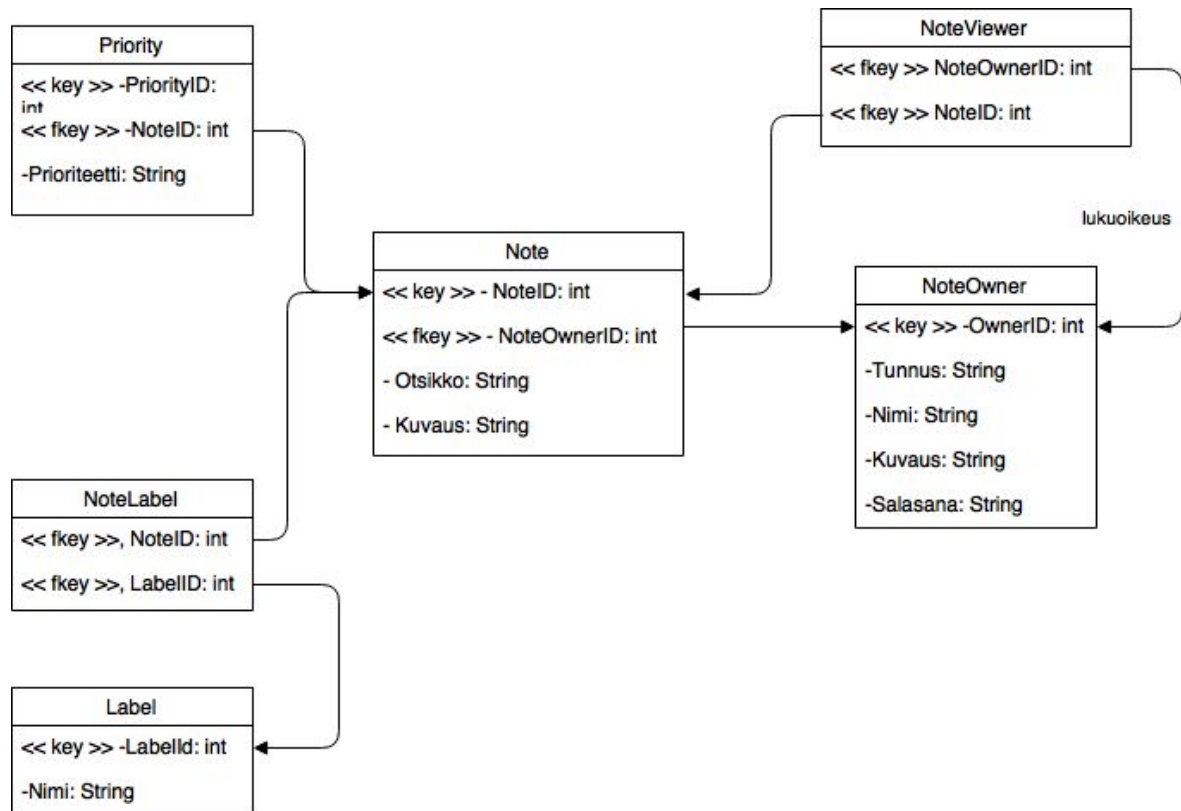 Priority
<< key >> -PriorityID:
int
<< fkey >> -NoteID: int
-Prioriteetti: String
NoteViewer
<< fkey >> NoteOwnerID: int
<< fkey >> NoteID: int
lukuoikeus
Note
<< key >> - NoteID: int
<< fkey >> - NoteOwnerID: int
- Otsikko: String
- Kuvaus: String
NoteOwner
<< key >> -OwnerID: int
-Tunnus: String
-Nimi: String
-Kuvaus: String
-Salasana: String
NoteLabel
<< fkey >>, NoteID: int
<< fkey >>, LabelID: int
Label
<< key >> -LabelId: int
-Nimi: String